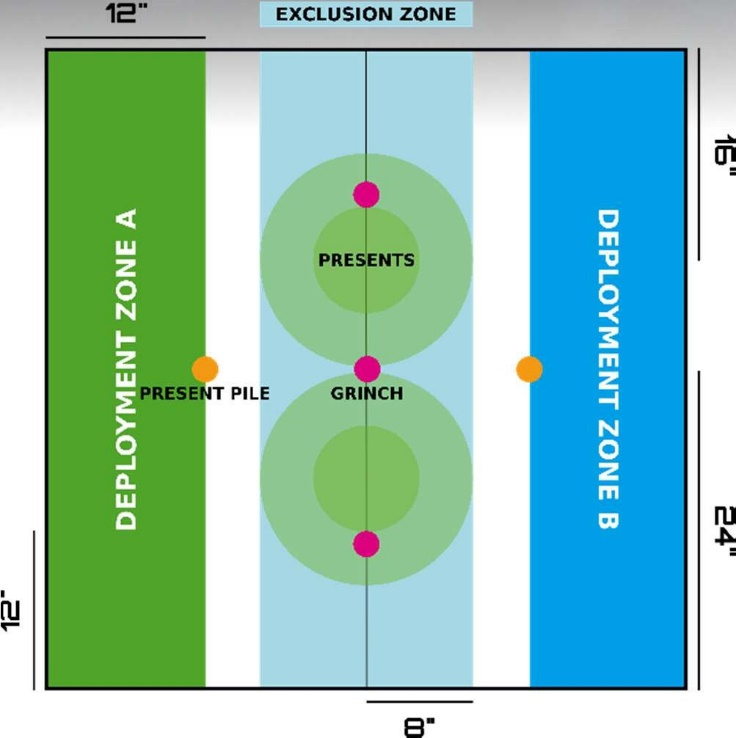 12"
EXCLUSION ZONE
16"
DEPLOYMENT ZONE A
PRESENTS
DEPLOYMENT ZONE B
PRESENT PILE
GRINCH
24"
12"
8"